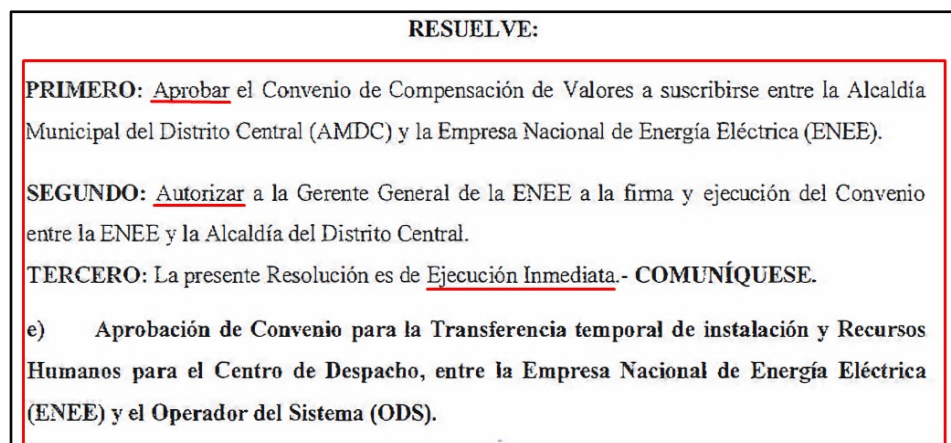 RESUELVE:
PRIMERO: Aprobar el Convenio de Compensación de Valores a suscribirse entre la Alcaldía
Municipal del Distrito Central (AMDC) y la Empresa Nacional de Energía Eléctrica (ENEE).
SEGUNDO: Autorizar a la Gerente General de la ENEE a la firma y ejecución del Convenio
entre la ENEE y la Alcaldía del Distrito Central.
TERCERO: La presente Resolución es de Ejecución Inmediata.- COMUNÍQUESE.
e) Aprobación de Convenio para la Transferencia temporal de instalación y Recursos
Humanos para el Centro de Despacho, entre la Empresa Nacional de Energía Eléctrica
(ENEE) y el Operador del Sistema (ODS).